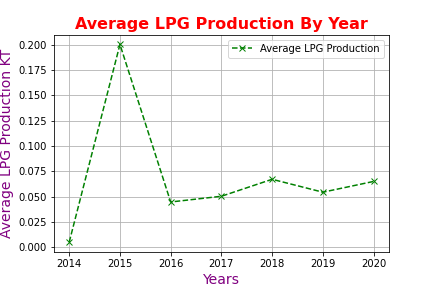 Average LPG Production By Year
Average LPG Production
Average LPG Production KT
0.200
0.175
0.150
0.125
0.100
0.075
0.050
0.025
0.000
2014 2015 2016 2017 2018 2019 2020
Years